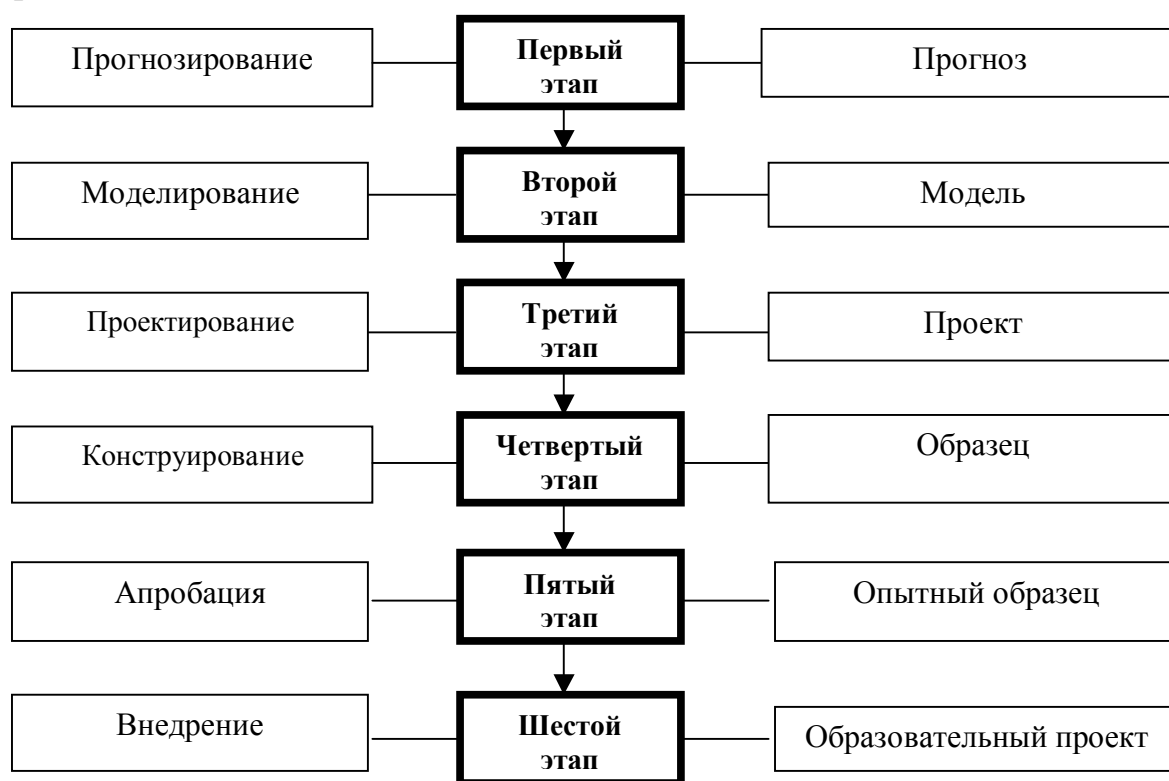 Прогнозирование
Первый
этап
Прогноз
Моделирование
Второй
этап
Модель
Проектирование
Третий
этап
Проект
Конструирование
Четвертый
этап
Образец
Апробация
Пятый
этап
Опытный образец
Внедрение
Шестой
этап
Образовательный проект